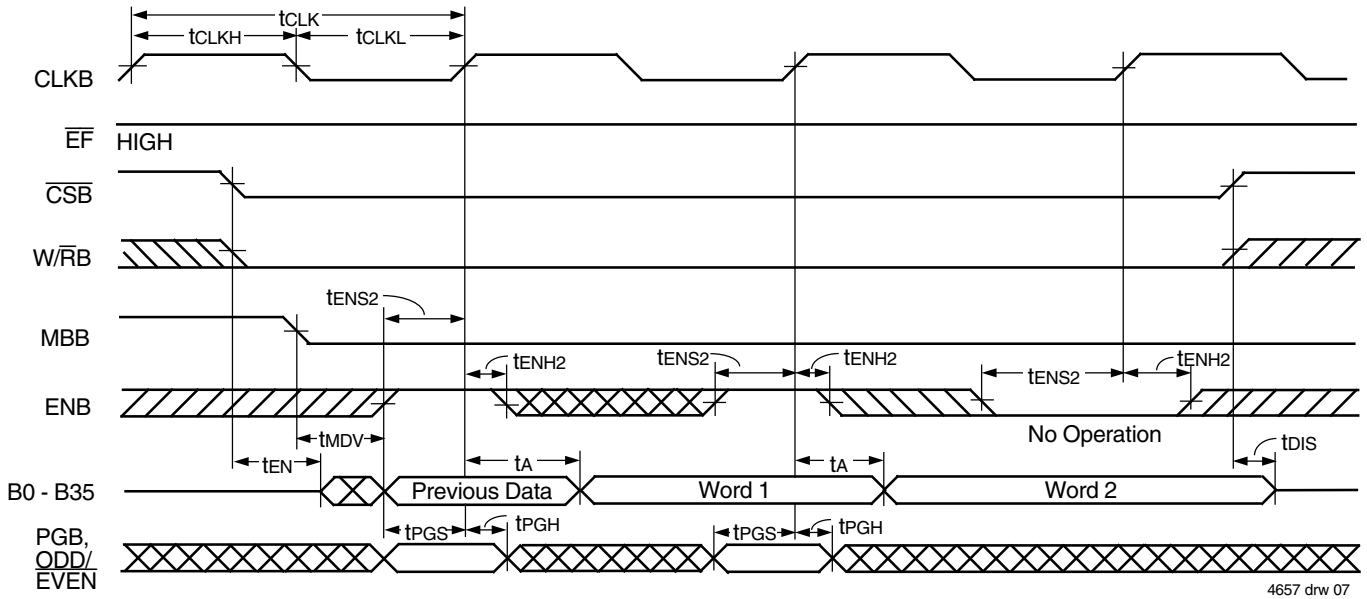 tCLK
tCLKH tCLKL
CLKB
EF HIGH
CSB
W/RB
tENS2
MBB
tENH2 tENS2 tENH2 tENS2 tENH2
ENB
No Operation
tMDV
tEN tA tA tDIS
B0 - B35 Previous Data Word 1 Word 2
tPGS tPGH tPGS tPGH
PGB,
ODD/
EVEN
4657 drw 07